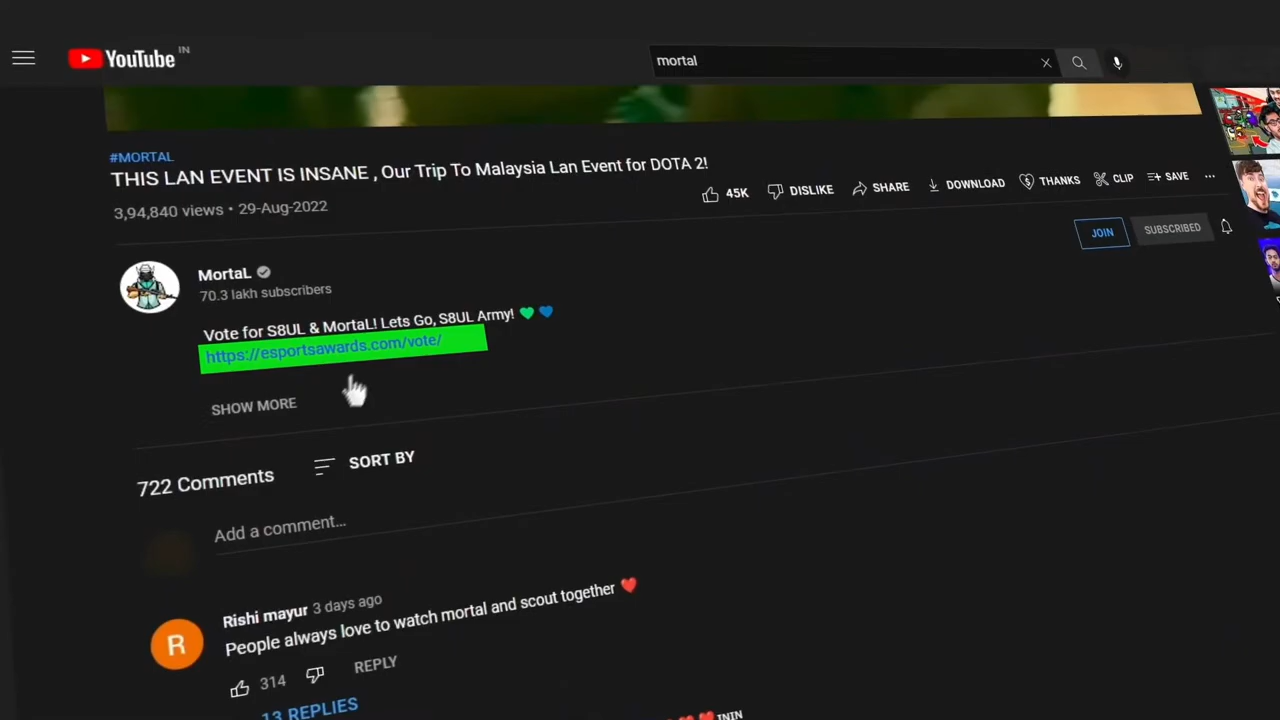 YouTube IN
mortal
#MORTAL
THIS LAN EVENT IS INSANE , Our Trip To Malaysia Lan Event for DOTA 2!
3,94,840 views • 29-Aug-2022
45K DISLIKE SHARE DOWNLOAD THANKS CLIP SAVE ...
MortaL
70.3 lakh subscribers
JOIN SUBSCRIBED
Vote for S8UL & MortaL! Lets Go, S8UL Army! 💚💙
https://esportsawards.com/vote/
SHOW MORE
722 Comments SORT BY
Add a comment...
R
Rishi mayur 3 days ago
People always love to watch mortal and scout together ❤️
314 REPLY
13 REPLIES